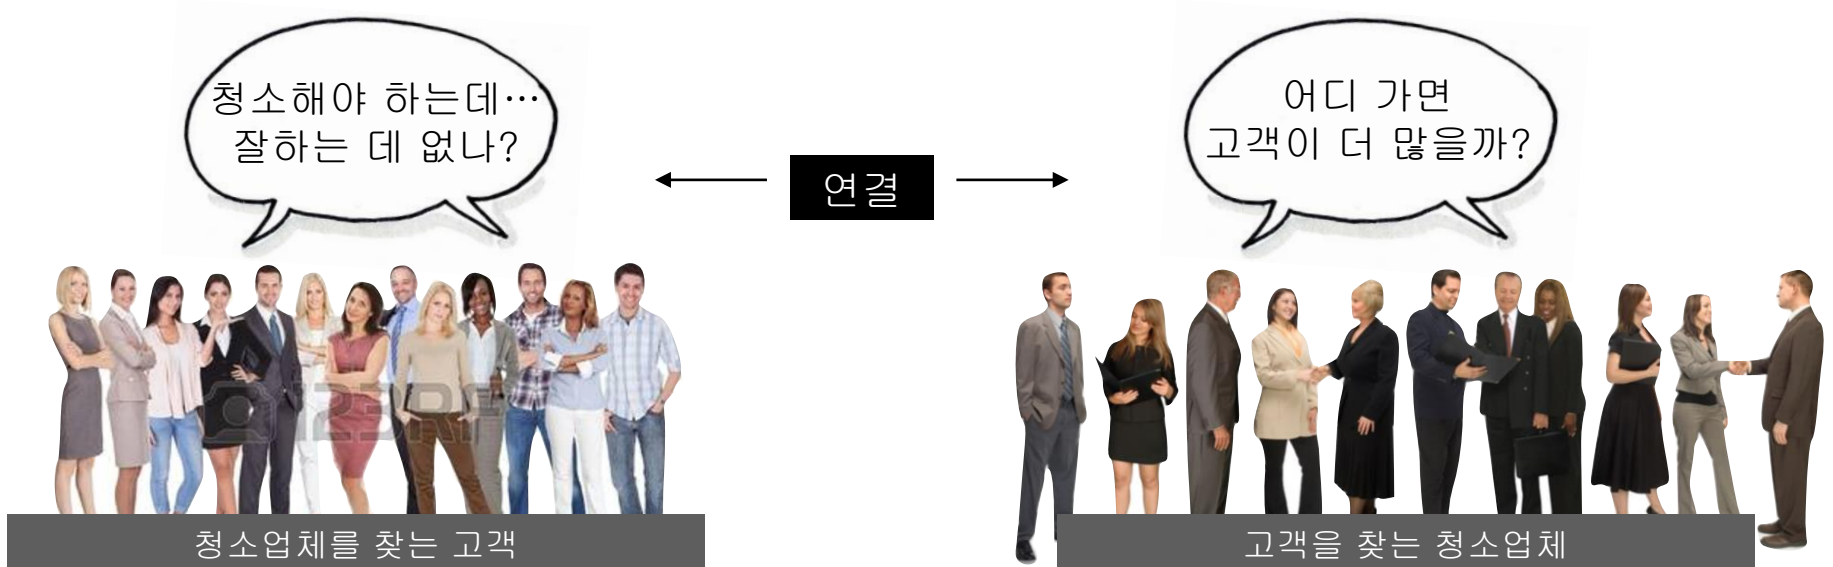 청소해야 하는데…
잘하는 데 없나?
어디 가면
고객이 더 많을까?
연결
123RF
청소업체를 찾는 고객
고객을 찾는 청소업체